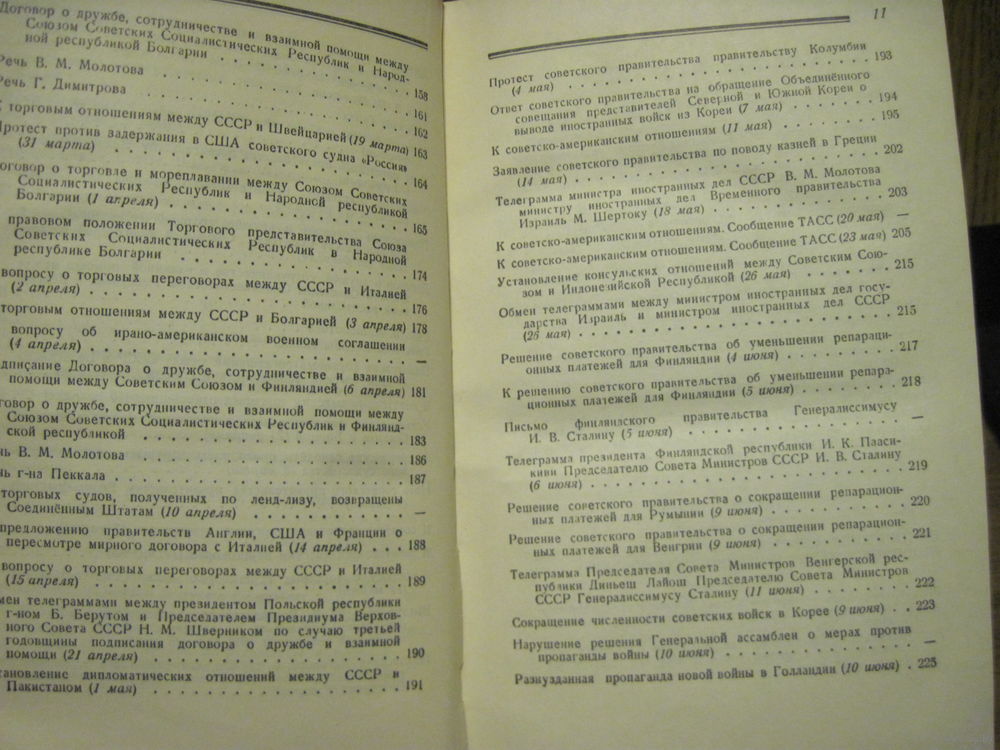 Договор о дружбе, сотрудничестве и взаимной помощи между
Союзом Советских Социалистических Республик и Народ-
ной республикой Болгарии . . . . . . . . . . . . . 158
Речь В. М. Молотова . . . . . . . . . . . . . . . . 161
Речь Г. Димитрова . . . . . . . . . . . . . . . . . 162
К торговым отношениям между СССР и Швейцарией (19 марта) 163
Протест против задержания в США советского судна «Россия»
(31 марта) . . . . . . . . . . . . . . . . . . . . 164
оговор о торговле и мореплавании между Союзом Советских
Социалистических Республик и Народной республикой
Болгарии (1 апреля) . . . . . . . . . . . . . . . 165
правовом положении Торгового представительства Союза
Советских Социалистических Республик в Народной
республике Болгарии . . . . . . . . . . . . . . . 174
вопросу о торговых переговорах между СССР и Италией
(2 апреля) . . . . . . . . . . . . . . . . . . . . 176
торговым отношениям между СССР и Болгарией (3 апреля) 178
вопросу об ирано-американском военном соглашении
(4 апреля) . . . . . . . . . . . . . . . . . . . . —
дписание Договора о дружбе, сотрудничестве и взаимной
помощи между Советским Союзом и Финляндией (6 апреля) 181
говор о дружбе, сотрудничестве и взаимной помощи между
Союзом Советских Социалистических Республик и Финлянд-
ской республикой . . . . . . . . . . . . . . . . . 183
чь В. М. Молотова . . . . . . . . . . . . . . . . . 186
чь г-на Пеккала . . . . . . . . . . . . . . . . . . 187
торговых судов, полученных по ленд-лизу, возвращены
Соединённым Штатам (10 апреля) . . . . . . . . . . —
предложению правительств Англии, США и Франции о
пересмотре мирного договора с Италией (14 апреля) . . . 188
вопросу о торговых переговорах между СССР и Италией
(15 апреля) . . . . . . . . . . . . . . . . . . . . 189
мен телеграммами между президентом Польской республики
г-ном Б. Берутом и Председателем Президиума Верхов-
ного Совета СССР Н. М. Шверником по случаю третьей
годовщины подписания договора о дружбе и взаимной
помощи (21 апреля) . . . . . . . . . . . . . . . . 190
тановление дипломатических отношений между СССР и
Пакистаном (1 мая) . . . . . . . . . . . . . . . . 191
11
Протест советского правительства правительству Колумбии
(4 мая) . . . . . . . . . . . . . . . . . . . . . . 193
Ответ советского правительства на обращение Объединённого
совещания представителей Северной и Южной Кореи о
выводе иностранных войск из Кореи (7 мая) . . . . . 194
К советско-американским отношениям (11 мая) . . . . . 195
Заявление советского правительства по поводу казней в Греции
(14 мая) . . . . . . . . . . . . . . . . . . . . . 202
Телеграмма министра иностранных дел СССР В. М. Молотова
министру иностранных дел Временного правительства
Израиль М. Шертоку (18 мая) . . . . . . . . . . . . 203
К советско-американским отношениям. Сообщение ТАСС (20 мая) —
К советско-американским отношениям. Сообщение ТАСС (23 мая) 205
Установление консульских отношений между Советским Сою-
зом и Индонезийской Республикой (26 мая) . . . . . . 215
Обмен телеграммами между министром иностранных дел госу-
дарства Израиль и министром иностранных дел СССР
(26 мая) . . . . . . . . . . . . . . . . . . . . . 215
Решение советского правительства об уменьшении репараци-
онных платежей для Финляндии (4 июня) . . . . . . . 217
К решению советского правительства об уменьшении репара-
ционных платежей для Финляндии (5 июня) . . . . . . 218
Письмо финляндского правительства Генералиссимусу
И. В. Сталину (5 июня) . . . . . . . . . . . . . . —
Телеграмма президента Финляндской республики И. К. Пааси-
киви Председателю Совета Министров СССР И. В. Сталину
(6 июня) . . . . . . . . . . . . . . . . . . . . . 219
Решение советского правительства о сокращении репарацион-
ных платежей для Румынии (9 июня) . . . . . . . . . 220
Решение советского правительства о сокращении репарацион-
ных платежей для Венгрии (9 июня) . . . . . . . . . 221
Телеграмма Председателя Совета Министров Венгерской рес-
публики Диньеш Лайош Председателю Совета Министров
СССР Генералиссимусу Сталину (11 июня) . . . . . . . 222
Сокращение численности советских войск в Корее (9 июня) . . 223
Нарушение решения Генеральной ассамблеи о мерах против
пропаганды войны (10 июня) . . . . . . . . . . . . —
Разнузданная пропаганда новой войны в Голландии (10 июня) . 225